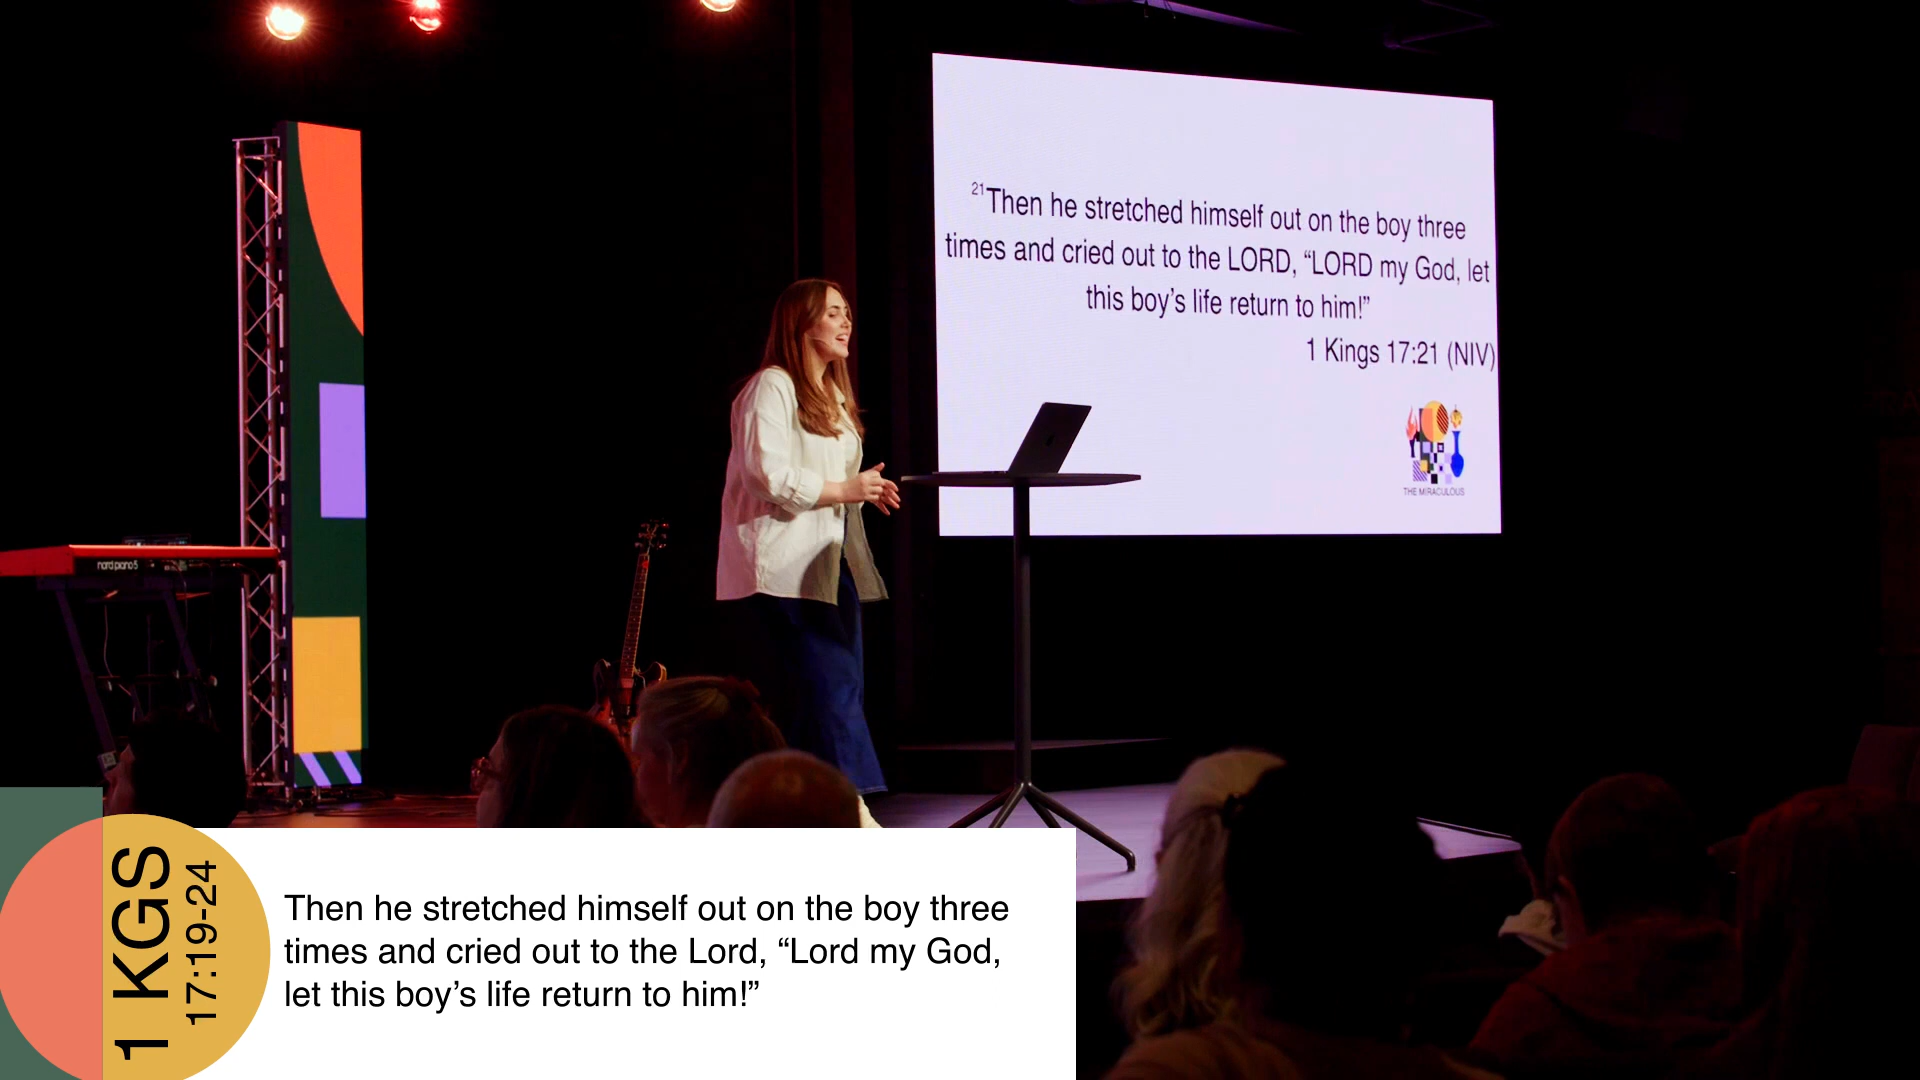 21Then he stretched himself out on the boy three
times and cried out to the LORD, “LORD my God, let
this boy’s life return to him!”
1 Kings 17:21 (NIV)
THE MIRACULOUS
nord piano 5
1 KGS
17:19-24
Then he stretched himself out on the boy three
times and cried out to the Lord, “Lord my God,
let this boy’s life return to him!”